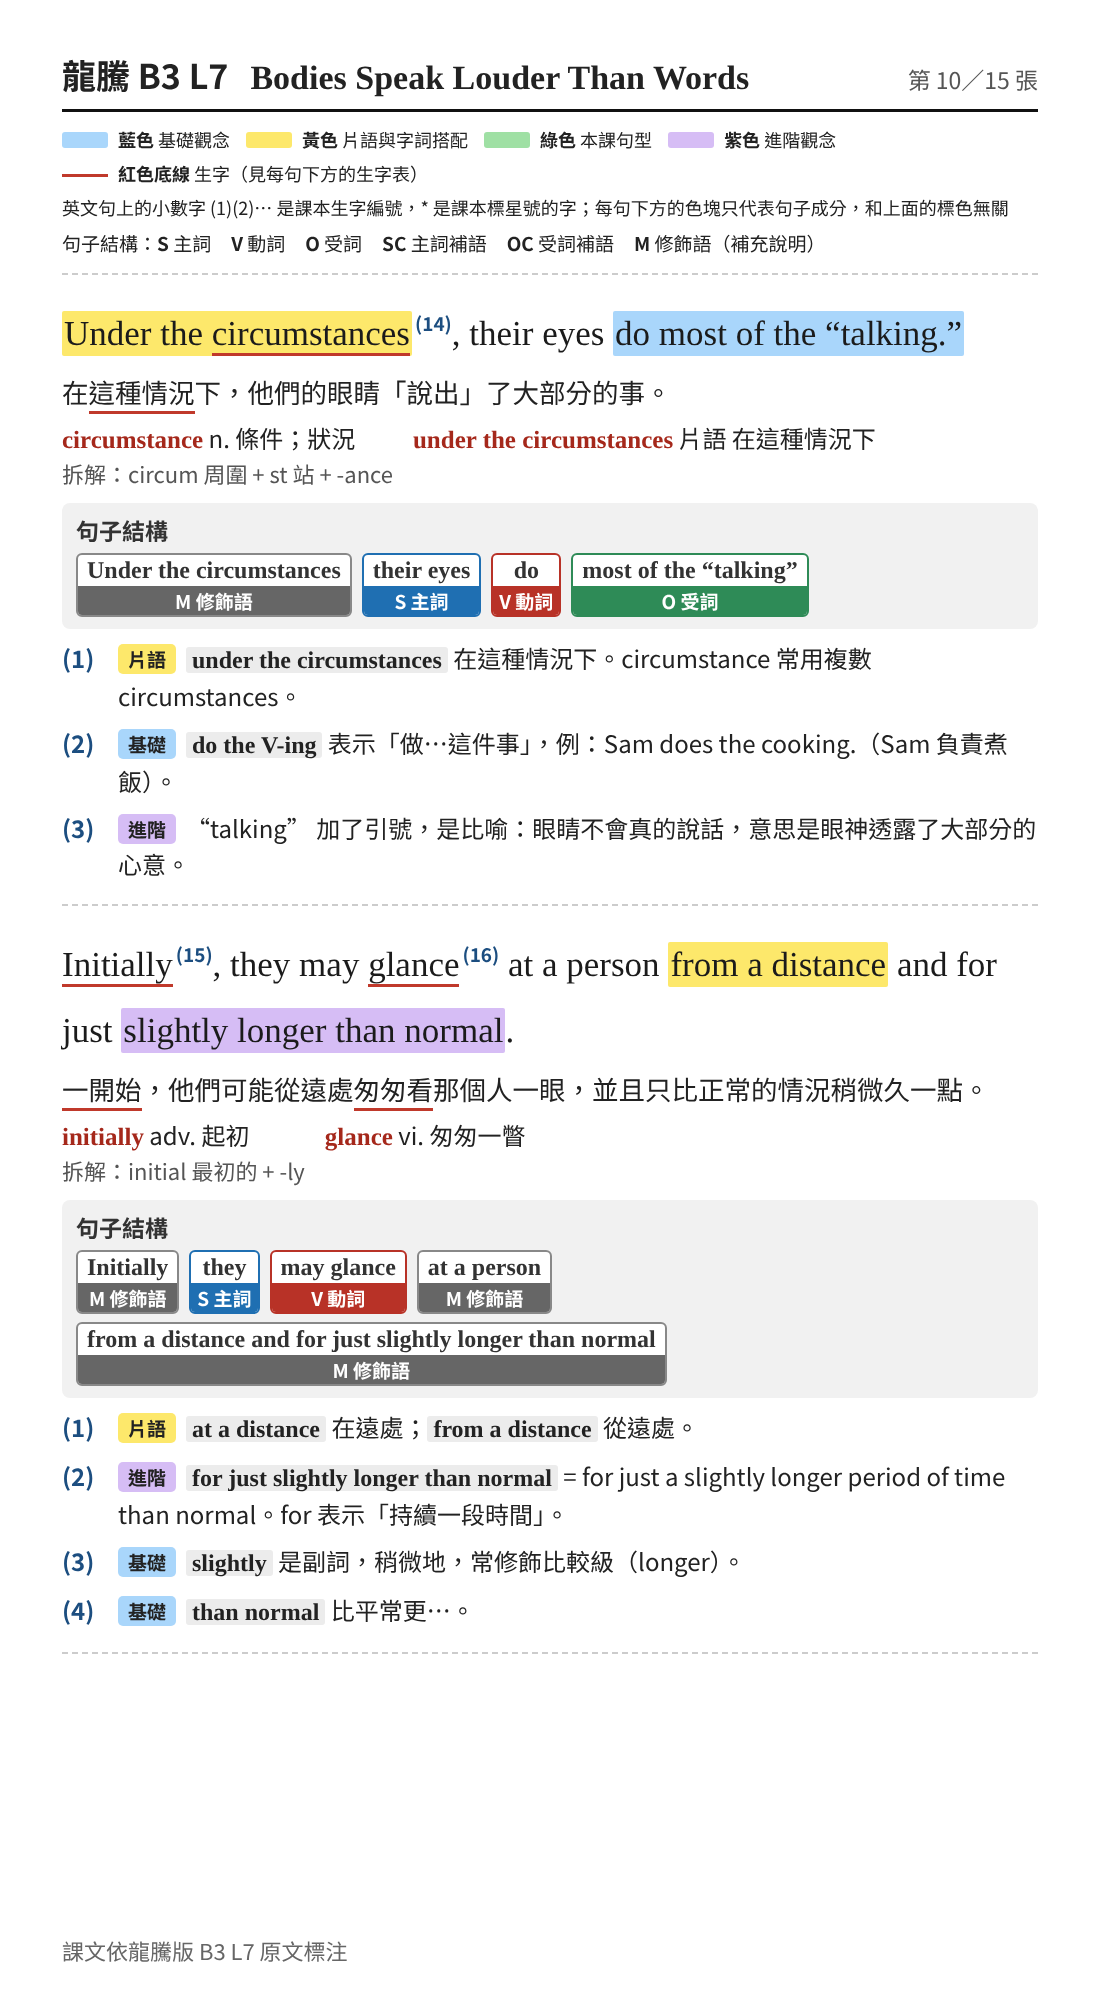 龍騰 B3 L7 Bodies Speak Louder Than Words 第 10／15 張
藍色 基礎觀念 黃色 片語與字詞搭配 綠色 本課句型 紫色 進階觀念
紅色底線 生字（見每句下方的生字表）
英文句上的小數字 (1)(2)⋯ 是課本生字編號，* 是課本標星號的字；每句下方的色塊只代表句子成分，和上面的標色無關
句子結構：S 主詞 V 動詞 O 受詞 SC 主詞補語 OC 受詞補語 M 修飾語（補充說明）
Under the circumstances(14), their eyes do most of the “talking.”
在這種情況下，他們的眼睛「說出」了大部分的事。
circumstance n. 條件；狀況 under the circumstances 片語 在這種情況下
拆解：circum 周圍 + st 站 + -ance
句子結構
Under the circumstances their eyes do most of the “talking”
M 修飾語 S 主詞 V 動詞 O 受詞
(1) 片語 under the circumstances 在這種情況下。circumstance 常用複數
circumstances。
(2) 基礎 do the V-ing 表示「做⋯這件事」，例：Sam does the cooking.（Sam 負責煮
飯）。
(3) 進階 “talking” 加了引號，是比喻：眼睛不會真的說話，意思是眼神透露了大部分的
心意。
Initially(15), they may glance(16) at a person from a distance and for
just slightly longer than normal.
一開始，他們可能從遠處匆匆看那個人一眼，並且只比正常的情況稍微久一點。
initially adv. 起初 glance vi. 匆匆一瞥
拆解：initial 最初的 + -ly
句子結構
Initially they may glance at a person
M 修飾語 S 主詞 V 動詞 M 修飾語
from a distance and for just slightly longer than normal
M 修飾語
(1) 片語 at a distance 在遠處；from a distance 從遠處。
(2) 進階 for just slightly longer than normal = for just a slightly longer period of time
than normal。for 表示「持續一段時間」。
(3) 基礎 slightly 是副詞，稍微地，常修飾比較級（longer）。
(4) 基礎 than normal 比平常更⋯。
課文依龍騰版 B3 L7 原文標注